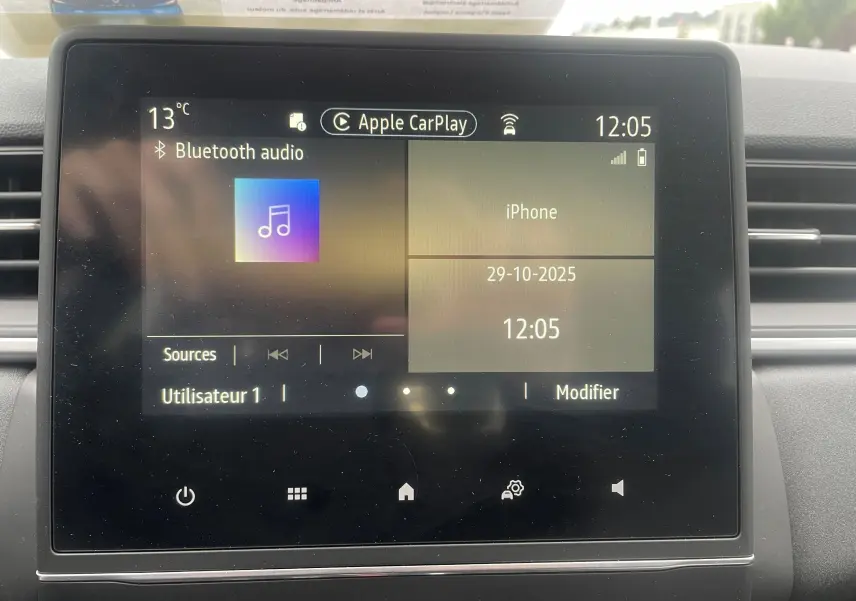 13°C
Apple CarPlay
12:05
Bluetooth audio
iPhone
29-10-2025
12:05
Sources
Utilisateur 1
Modifier